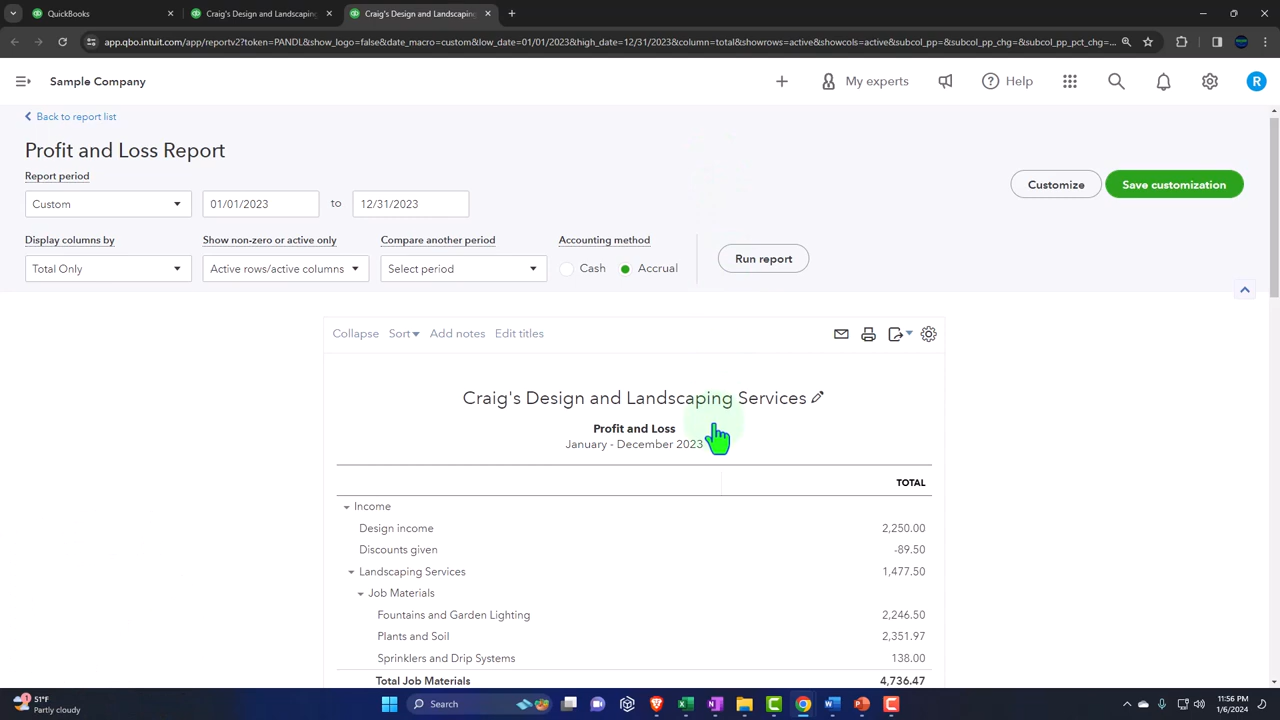 QuickBooks
Craig's Design and Landscaping
Craig's Design and Landscaping
app.qbo.intuit.com/app/reportv2?token=PANDL&show_logo=false&date_macro=custom&low_date=01/01/2023&high_date=12/31/2023&column=total&showrows=active&showcols=active&subcol_pp=&subcol_pp_chg=&subcol_pp_pct_chg=...
Sample Company
My experts
Help
R
Back to report list
Profit and Loss Report
Report period
Customize
Save customization
Custom
01/01/2023
to
12/31/2023
Display columns by
Show non-zero or active only
Compare another period
Accounting method
Total Only
Active rows/active columns
Select period
Cash
Accrual
Run report
Collapse
Sort
Add notes
Edit titles
Craig's Design and Landscaping Services
Profit and Loss
January - December 2023
TOTAL
Income
Design income 2,250.00
Discounts given -89.50
Landscaping Services 1,477.50
Job Materials
Fountains and Garden Lighting 2,246.50
Plants and Soil 2,351.97
Sprinklers and Drip Systems 138.00
Total Job Materials 4,736.47
1
51°F
Partly cloudy
Search
11:56 PM
1/6/2024